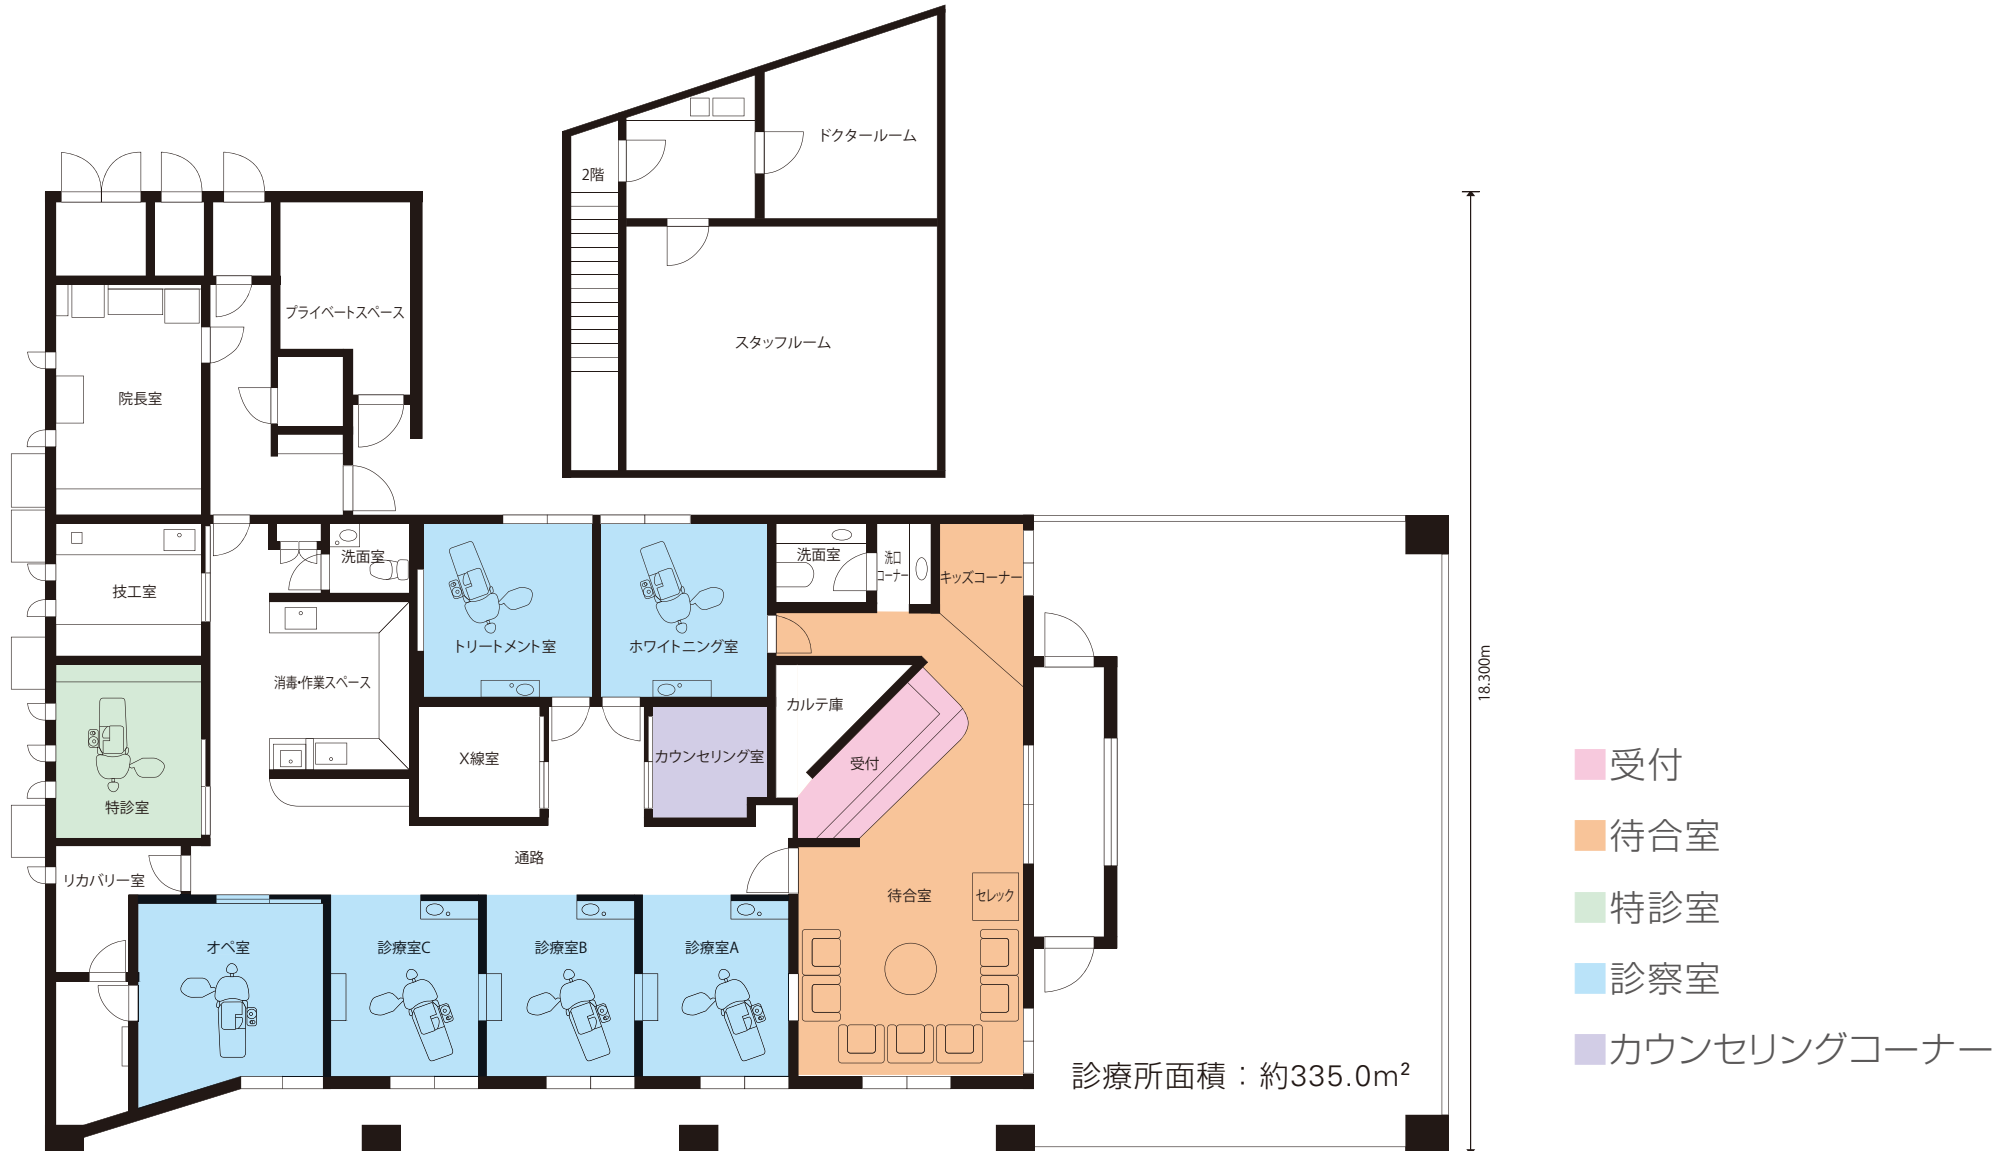 ドクタールーム
2階
スタッフルーム
プライベートスペース
院長室
技工室
洗面室
トリートメント室
ホワイトニング室
洗面室
洗口
コーナー
キッズコーナー
消毒・作業スペース
X線室
カウンセリング室
カルテ庫
受付
特診室
通路
リカバリー室
待合室
セレック
オペ室
診療室C
診療室B
診療室A
診療所面積：約335.0m²
18.300m
受付
待合室
特診室
診察室
カウンセリングコーナー